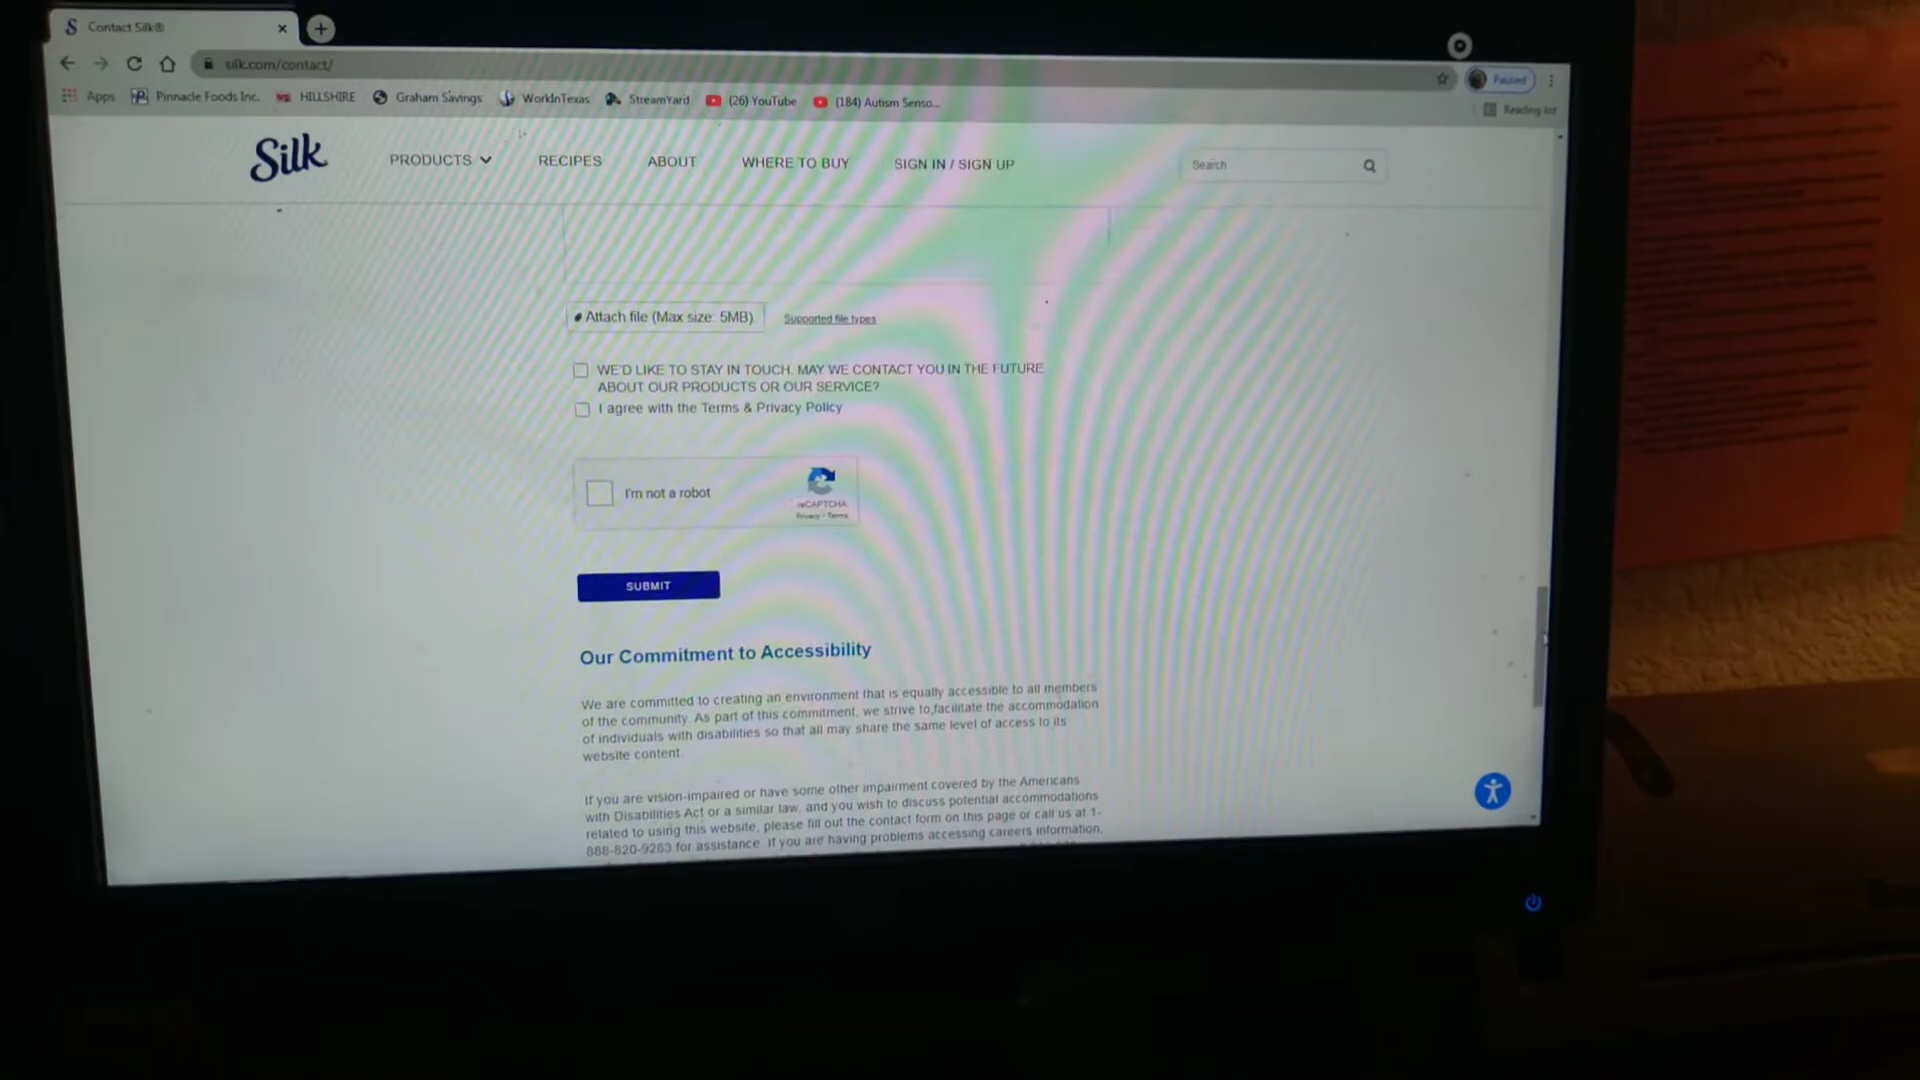 Contact Silk®
silk.com/contact/
Paused
Apps Pinnacle Foods Inc. HILLSHIRE Graham Savings WorkInTexas StreamYard (26) YouTube (184) Autism Senso...
Reading list
Silk PRODUCTS RECIPES ABOUT WHERE TO BUY SIGN IN / SIGN UP Search
Attach file (Max size: 5MB) Supported file types
WE'D LIKE TO STAY IN TOUCH. MAY WE CONTACT YOU IN THE FUTURE
ABOUT OUR PRODUCTS OR OUR SERVICE?
I agree with the Terms & Privacy Policy
I'm not a robot
reCAPTCHA
Privacy - Terms
SUBMIT
Our Commitment to Accessibility
We are committed to creating an environment that is equally accessible to all members
of the community. As part of this commitment, we strive to facilitate the accommodation
of individuals with disabilities so that all may share the same level of access to its
website content.
If you are vision-impaired or have some other impairment covered by the Americans
with Disabilities Act or a similar law, and you wish to discuss potential accommodations
related to using this website, please fill out the contact form on this page or call us at 1-
888-820-9283 for assistance. If you are having problems accessing careers information,